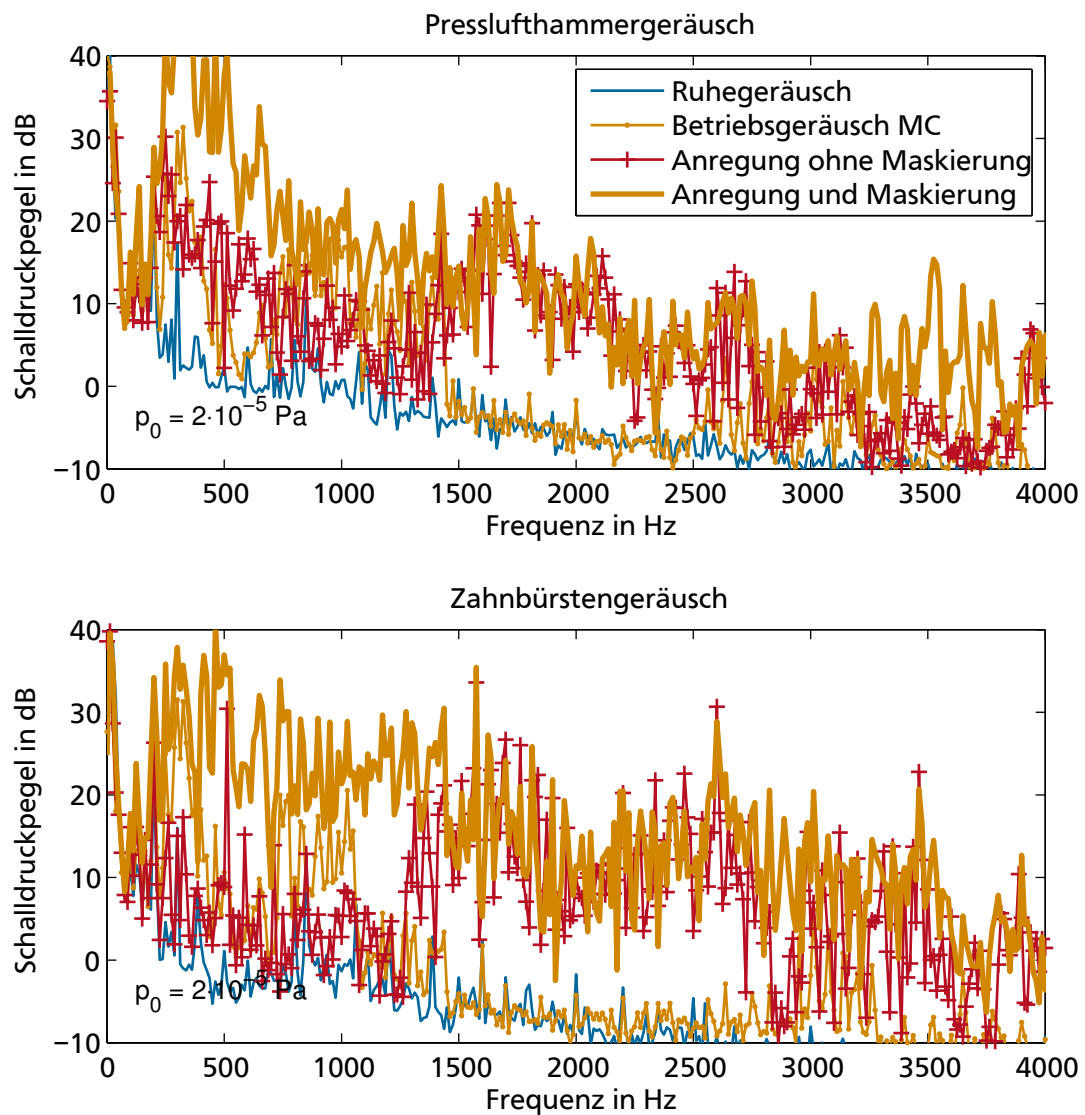 Presslufthammergeräusch
Schalldruckpegel in dB
40
30
20
10
0
−10
Ruhegeräusch
Betriebsgeräusch MC
Anregung ohne Maskierung
Anregung und Maskierung
p₀ = 2·10⁻⁵ Pa
0 500 1000 1500 2000 2500 3000 3500 4000
Frequenz in Hz
Zahnbürstengeräusch
Schalldruckpegel in dB
40
30
20
10
0
−10
p₀ = 2·10⁻⁵ Pa
0 500 1000 1500 2000 2500 3000 3500 4000
Frequenz in Hz